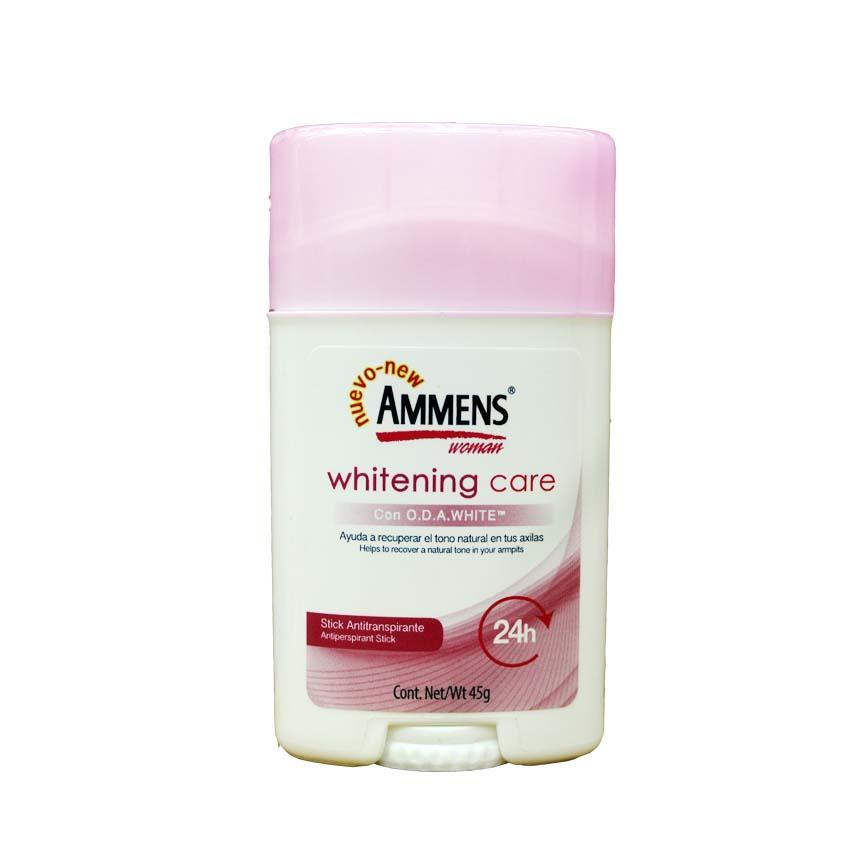 nuevo-new
AMMENS®
woman
whitening care
Con O.D.A.WHITE™
Ayuda a recuperar el tono natural en tus axilas
Helps to recover a natural tone in your armpits
Stick Antitranspirante
Antiperspirant Stick
24h
Cont. Net/Wt 45g